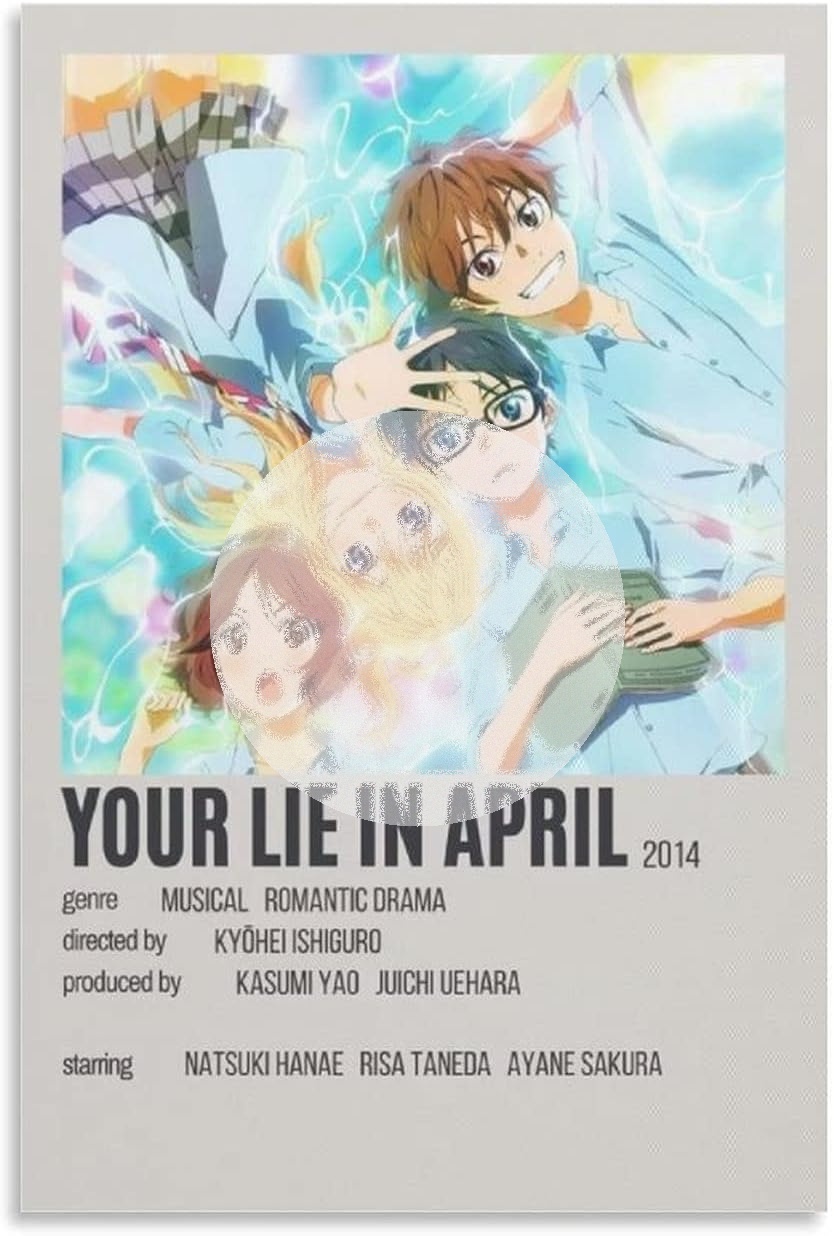 YOUR LIE IN APRIL 2014
genre MUSICAL ROMANTIC DRAMA
directed by KYŌHEI ISHIGURO
produced by KASUMI YAO JUICHI UEHARA
starring NATSUKI HANAE RISA TANEDA AYANE SAKURA